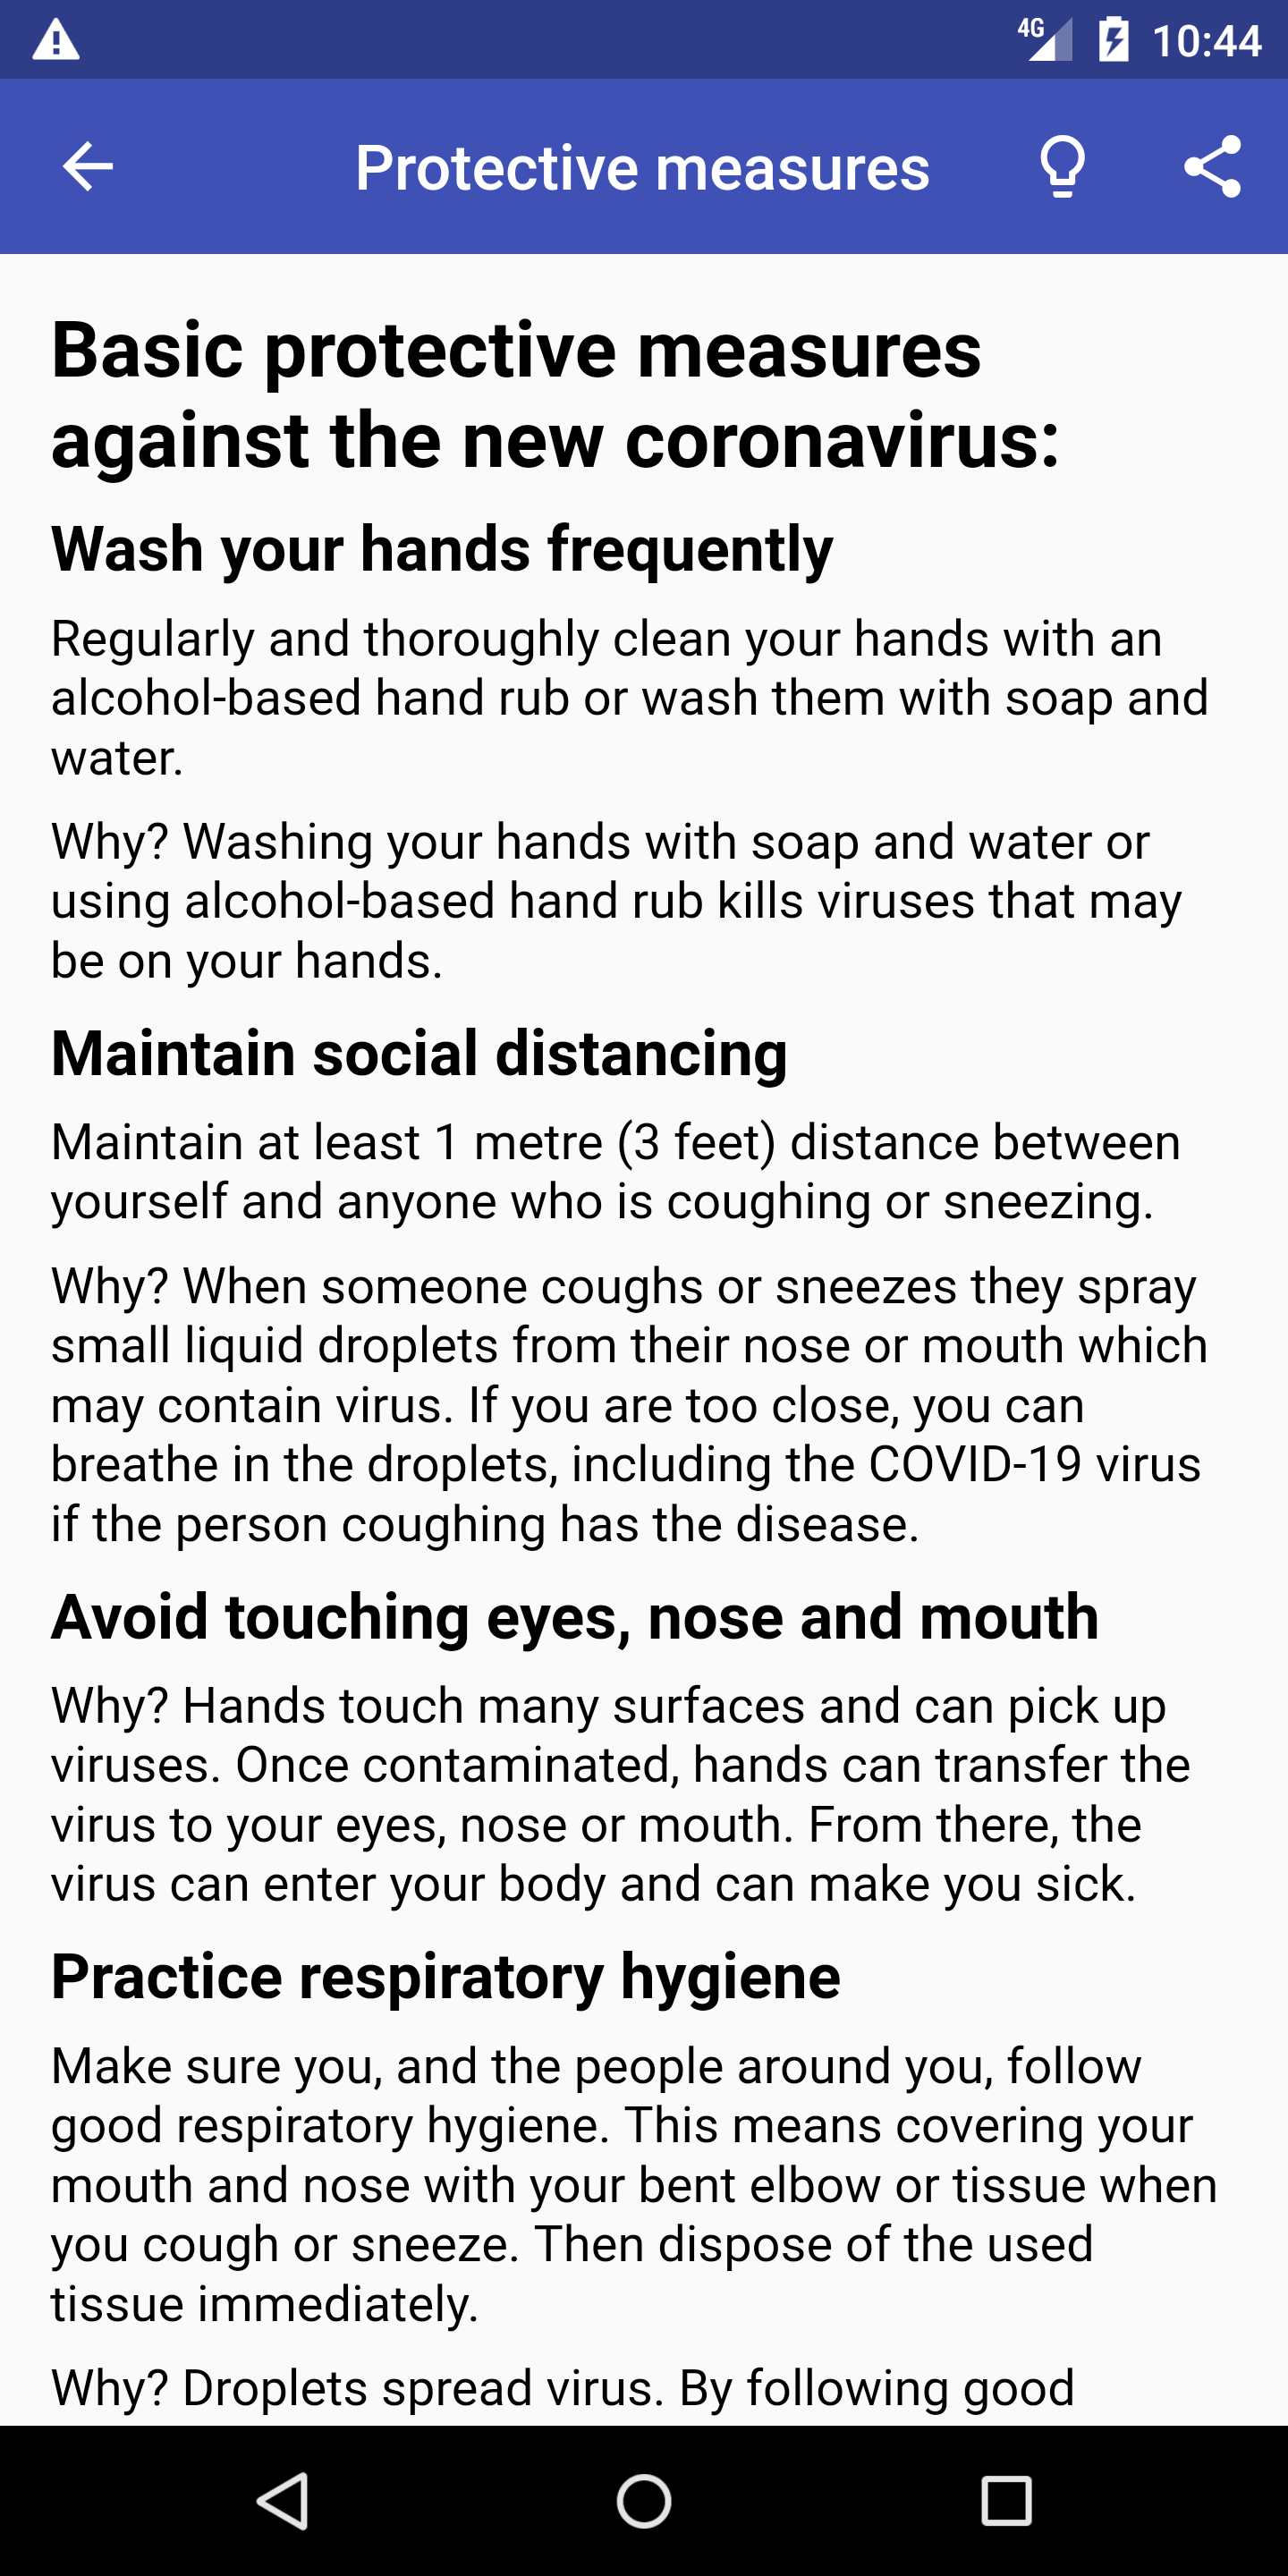 4G 10:44
Protective measures
Basic protective measures
against the new coronavirus:
Wash your hands frequently
Regularly and thoroughly clean your hands with an
alcohol-based hand rub or wash them with soap and
water.
Why? Washing your hands with soap and water or
using alcohol-based hand rub kills viruses that may
be on your hands.
Maintain social distancing
Maintain at least 1 metre (3 feet) distance between
yourself and anyone who is coughing or sneezing.
Why? When someone coughs or sneezes they spray
small liquid droplets from their nose or mouth which
may contain virus. If you are too close, you can
breathe in the droplets, including the COVID-19 virus
if the person coughing has the disease.
Avoid touching eyes, nose and mouth
Why? Hands touch many surfaces and can pick up
viruses. Once contaminated, hands can transfer the
virus to your eyes, nose or mouth. From there, the
virus can enter your body and can make you sick.
Practice respiratory hygiene
Make sure you, and the people around you, follow
good respiratory hygiene. This means covering your
mouth and nose with your bent elbow or tissue when
you cough or sneeze. Then dispose of the used
tissue immediately.
Why? Droplets spread virus. By following good